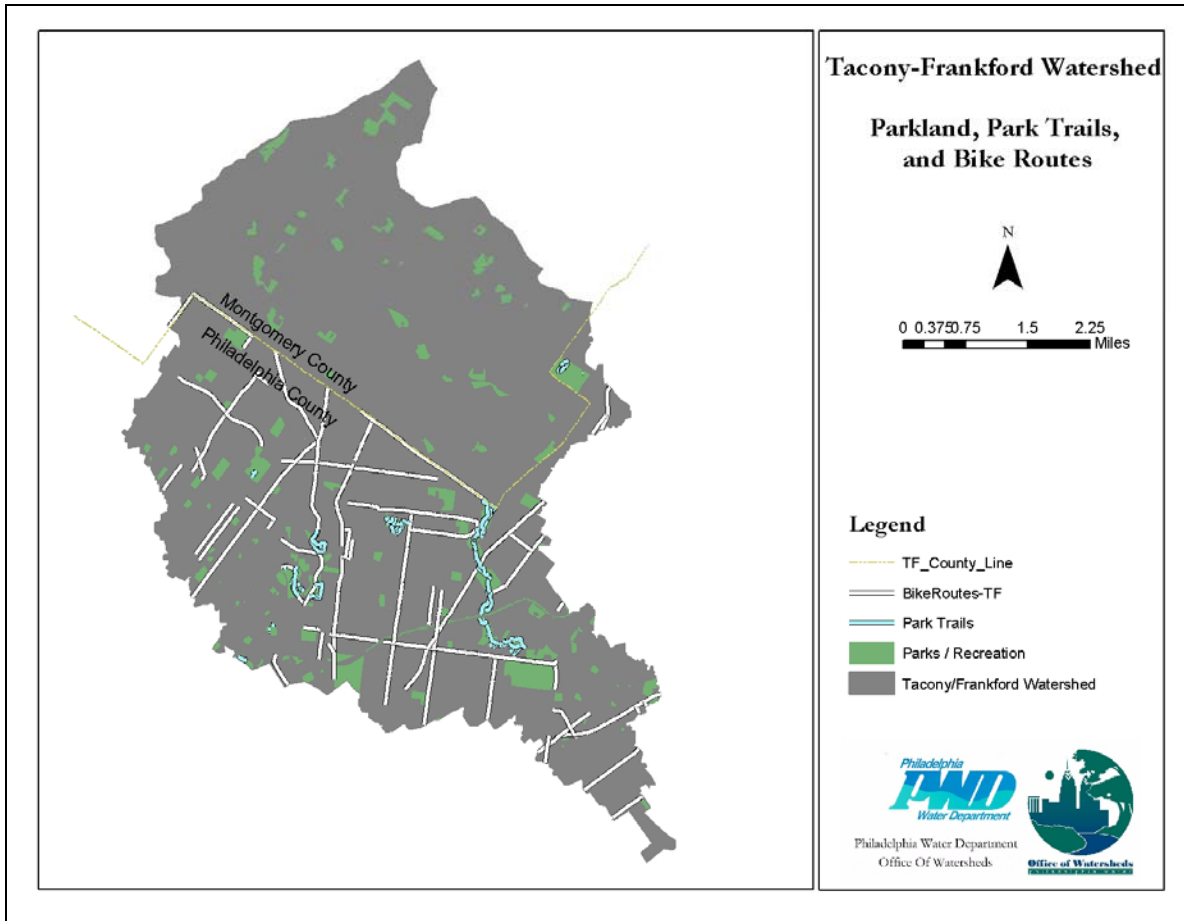 Tacony-Frankford Watershed
Parkland, Park Trails,
and Bike Routes
N
0 0.375 0.75 1.5 2.25
Miles
Montgomery County
Philadelphia County
Legend
TF_County_Line
BikeRoutes-TF
Park Trails
Parks / Recreation
Tacony/Frankford Watershed
Philadelphia
PWD
Water Department
Philadelphia Water Department
Office Of Watersheds
Office of Watersheds